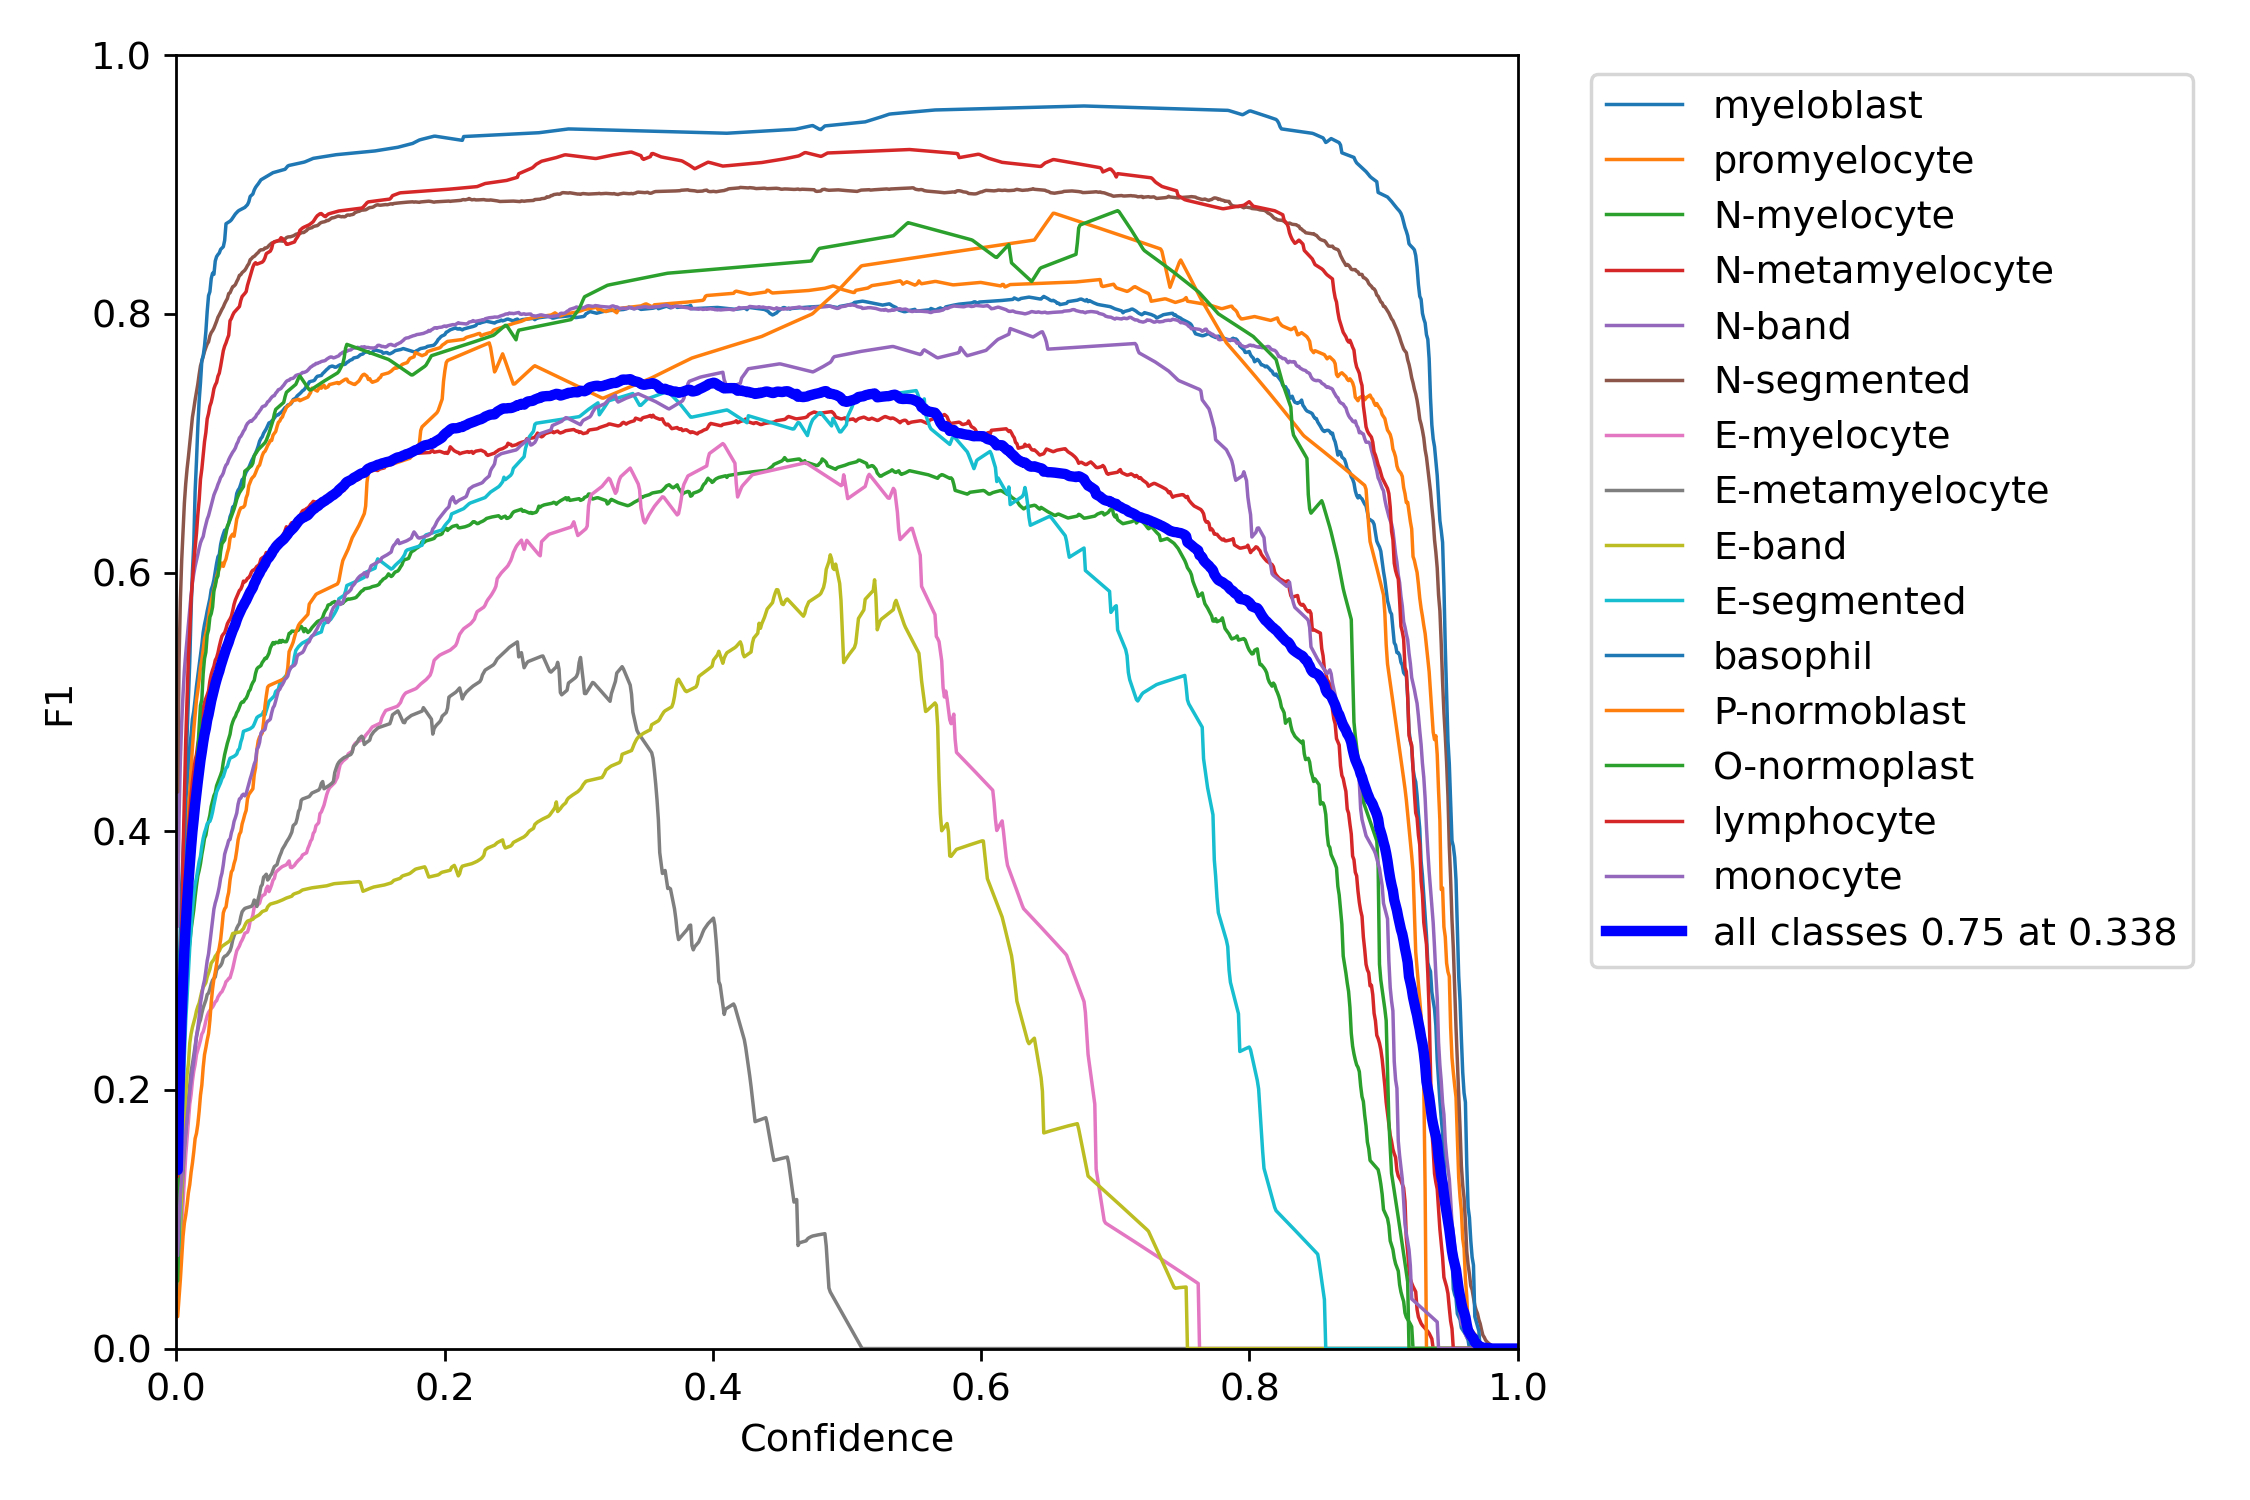 1.0
0.8
0.6
0.4
0.2
0.0
F1
0.0 0.2 0.4 0.6 0.8 1.0
Confidence
myeloblast
promyelocyte
N-myelocyte
N-metamyelocyte
N-band
N-segmented
E-myelocyte
E-metamyelocyte
E-band
E-segmented
basophil
P-normoblast
O-normoplast
lymphocyte
monocyte
all classes 0.75 at 0.338